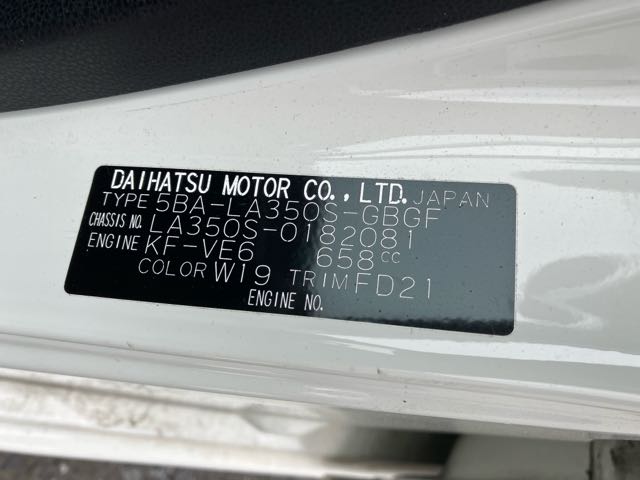 DAIHATSU MOTOR CO., LTD. JAPAN
TYPE 5BA-LA350S-GBGF
CHASSIS NO. LA350S-0182081
ENGINE KF-VE6 658cc
COLOR W19 TRIM FD21
ENGINE NO.